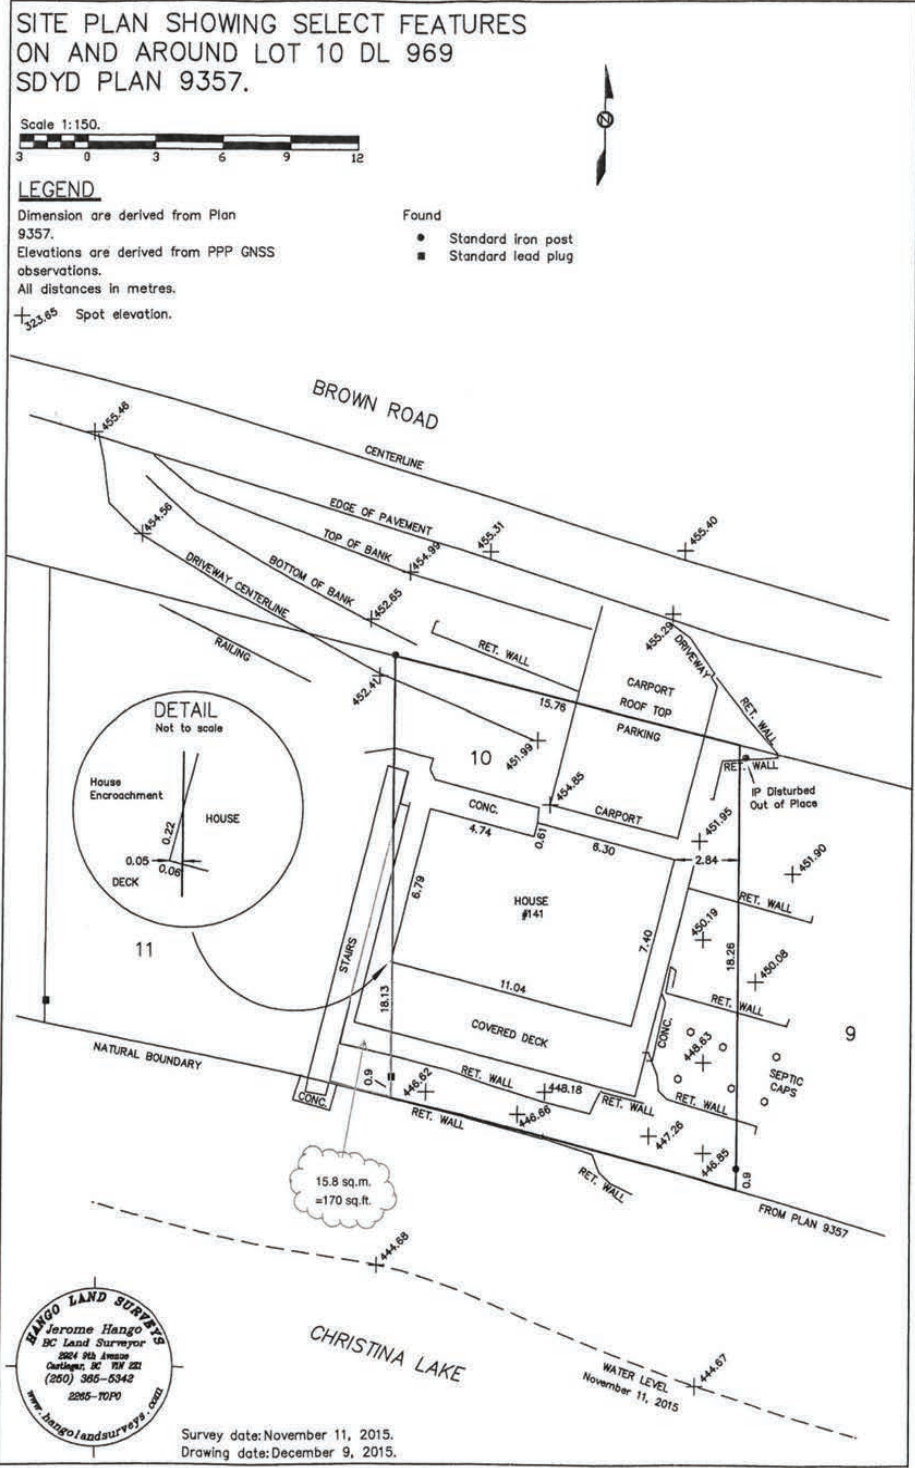 SITE PLAN SHOWING SELECT FEATURES
ON AND AROUND LOT 10 DL 969
SDYD PLAN 9357.
Scale 1:150.
3 0 3 6 9 12
N
LEGEND
Dimension are derived from Plan
9357.
Elevations are derived from PPP GNSS
observations.
All distances in metres.
323.65 Spot elevation.
Found
Standard iron post
Standard lead plug
BROWN ROAD
CENTERLINE
455.46
EDGE OF PAVEMENT
454.56
TOP OF BANK
454.99
455.31
455.40
BOTTOM OF BANK
452.65
DRIVEWAY CENTERLINE
RAILING
RET. WALL
455.29
DRIVEWAY
452.41
15.76
CARPORT
ROOF TOP
PARKING
RET. WALL
DETAIL
Not to scale
House
Encroachment
HOUSE
0.22
0.05
0.06
DECK
10
451.99
RET. WALL
IP Disturbed
Out of Place
454.85
CONC.
4.74
0.61
CARPORT
6.30
451.95
2.84
451.90
6.79
HOUSE
#141
RET. WALL
450.19
7.40
18.26
450.08
11
STAIRS
18.13
11.04
RET. WALL
COVERED DECK
CONC.
448.63
9
SEPTIC
CAPS
NATURAL BOUNDARY
0.9
446.62
RET. WALL
448.18
RET. WALL
RET. WALL
CONC.
RET. WALL
446.66
447.26
446.85
RET. WALL
0.9
15.8 sq.m.
=170 sq.ft.
FROM PLAN 9357
444.68
CHRISTINA LAKE
WATER LEVEL
November 11, 2015
444.67
HANGO LAND SURVEYS
Jerome Hango
BC Land Surveyor
2924 9th Avenue
Castlegar, BC V1N 2Z1
(250) 365-5342
2265-TOPO
www.hangolandsurveys.com
Survey date: November 11, 2015.
Drawing date: December 9, 2015.